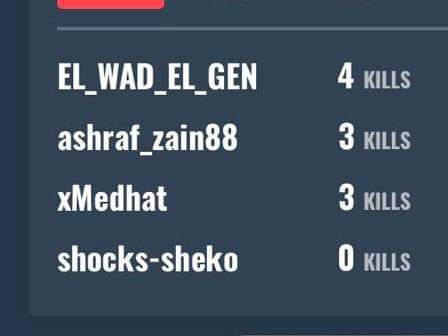 EL_WAD_EL_GEN 4 KILLS
ashraf_zain88 3 KILLS
xMedhat 3 KILLS
shocks-sheko 0 KILLS